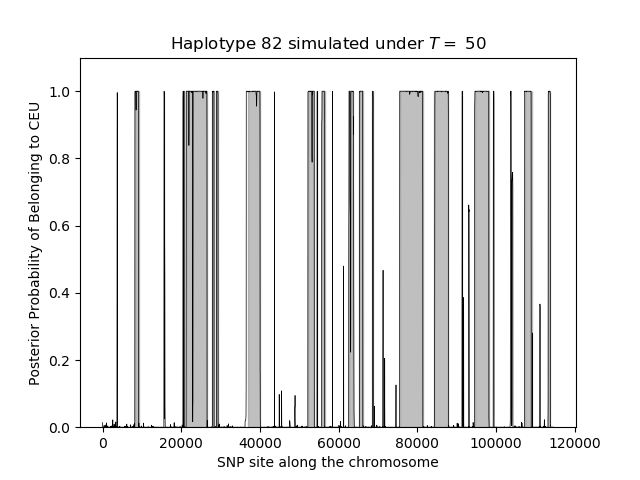 Haplotype 82 simulated under T = 50
Posterior Probability of Belonging to CEU
1.0
0.8
0.6
0.4
0.2
0.0
0 20000 40000 60000 80000 100000 120000
SNP site along the chromosome